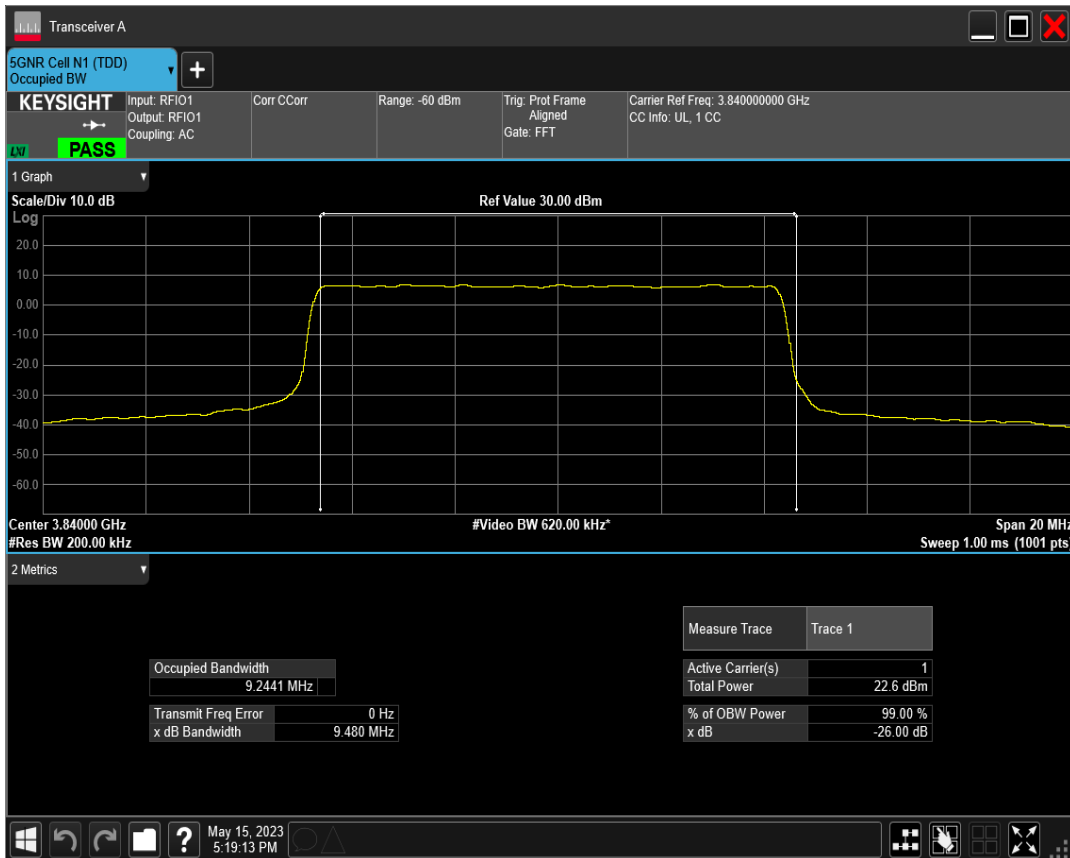 Transceiver A
5GNR Cell N1 (TDD)
Occupied BW
+
KEYSIGHT
LXI
PASS
Input: RFIO1
Output: RFIO1
Coupling: AC
Corr CCorr
Range: -60 dBm
Trig: Prot Frame
Aligned
Gate: FFT
Carrier Ref Freq: 3.840000000 GHz
CC Info: UL, 1 CC
1 Graph
Scale/Div 10.0 dB
Ref Value 30.00 dBm
Log
20.0
10.0
0.00
-10.0
-20.0
-30.0
-40.0
-50.0
-60.0
Center 3.84000 GHz
#Video BW 620.00 kHz*
Span 20 MHz
#Res BW 200.00 kHz
Sweep 1.00 ms (1001 pts)
2 Metrics
Measure Trace Trace 1
Occupied Bandwidth
9.2441 MHz
Active Carrier(s) 1
Total Power 22.6 dBm
Transmit Freq Error 0 Hz
x dB Bandwidth 9.480 MHz
% of OBW Power 99.00 %
x dB -26.00 dB
?
May 15, 2023
5:19:13 PM